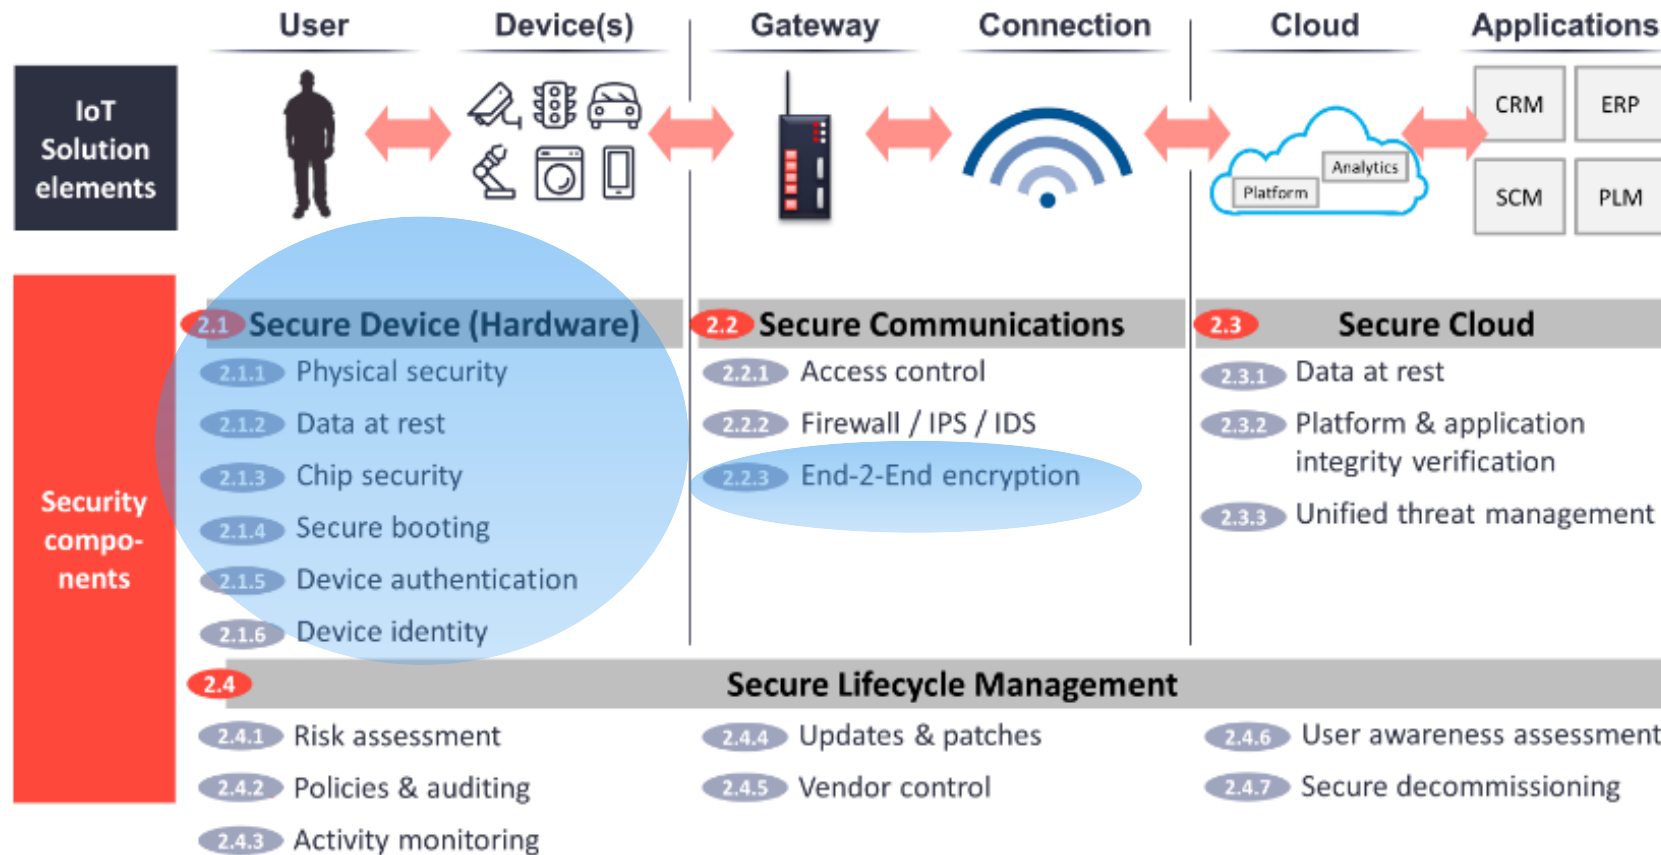 User
Device(s)
Gateway
Connection
Cloud
Applications
IoT
Solution
elements
CRM
ERP
Analytics
Platform
SCM
PLM
Security
compo-
nents
2.1 Secure Device (Hardware)
2.1.1 Physical security
2.1.2 Data at rest
2.1.3 Chip security
2.1.4 Secure booting
2.1.5 Device authentication
2.1.6 Device identity
2.2 Secure Communications
2.2.1 Access control
2.2.2 Firewall / IPS / IDS
2.2.3 End-2-End encryption
2.3 Secure Cloud
2.3.1 Data at rest
2.3.2 Platform & application
integrity verification
2.3.3 Unified threat management
2.4 Secure Lifecycle Management
2.4.1 Risk assessment
2.4.2 Policies & auditing
2.4.3 Activity monitoring
2.4.4 Updates & patches
2.4.5 Vendor control
2.4.6 User awareness assessment
2.4.7 Secure decommissioning